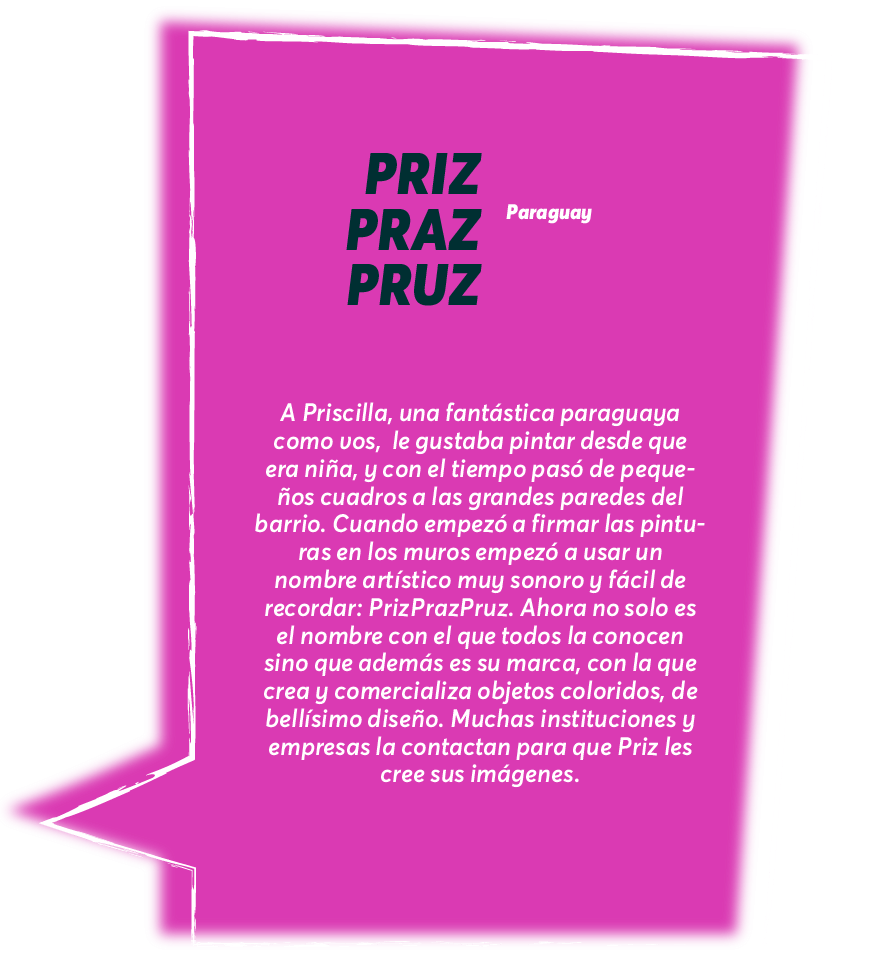 PRIZ
PRAZ
PRUZ
Paraguay
A Priscilla, una fantástica paraguaya
como vos,  le gustaba pintar desde que
era niña, y con el tiempo pasó de peque-
ños cuadros a las grandes paredes del
barrio. Cuando empezó a firmar las pintu-
ras en los muros empezó a usar un
nombre artístico muy sonoro y fácil de
recordar: PrizPrazPruz. Ahora no solo es
el nombre con el que todos la conocen
sino que además es su marca, con la que
crea y comercializa objetos coloridos, de
bellísimo diseño. Muchas instituciones y
empresas la contactan para que Priz les
cree sus imágenes.